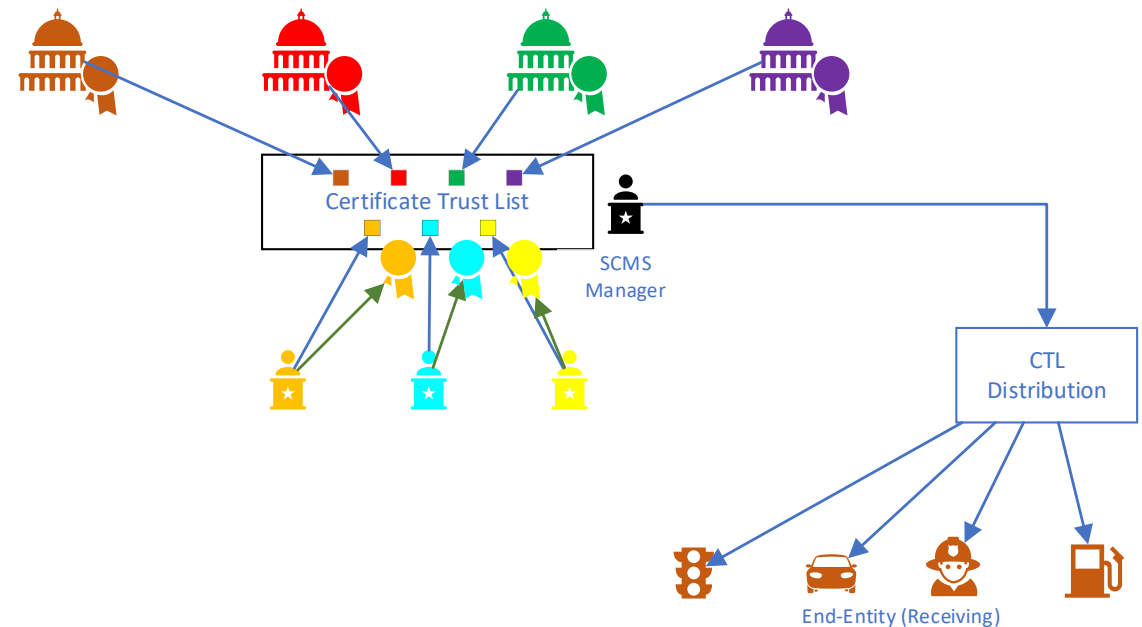 Certificate Trust List
SCMS
Manager
CTL
Distribution
End-Entity (Receiving)